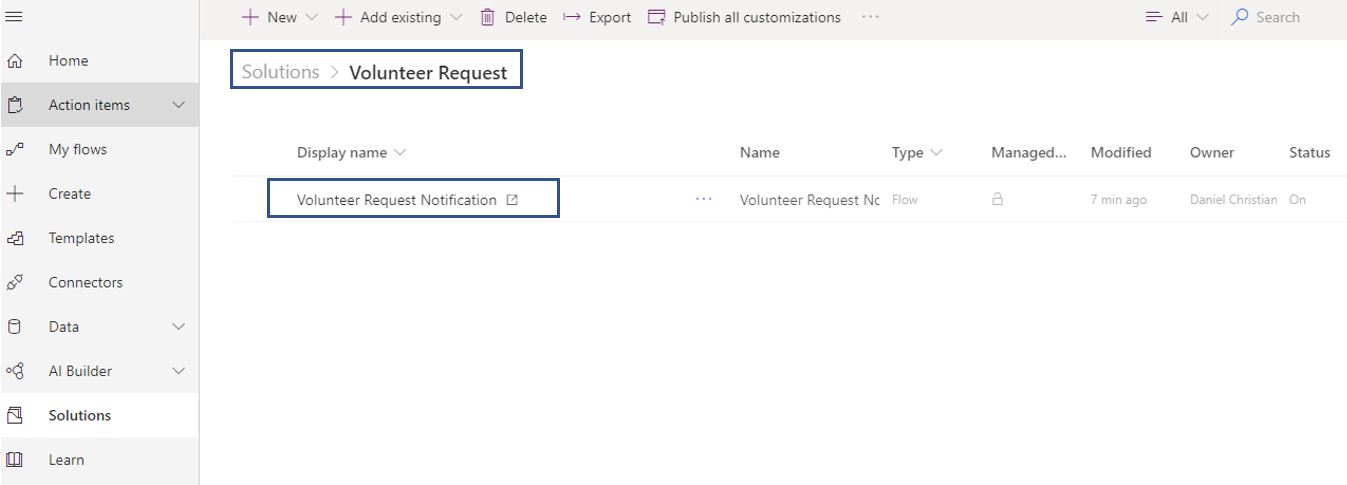 New Add existing Delete Export Publish all customizations ... All Search
Home
Action items
My flows
Create
Templates
Connectors
Data
AI Builder
Solutions
Learn
Solutions > Volunteer Request
Display name Name Type Managed... Modified Owner Status
Volunteer Request Notification ... Volunteer Request Nc Flow 7 min ago Daniel Christian On